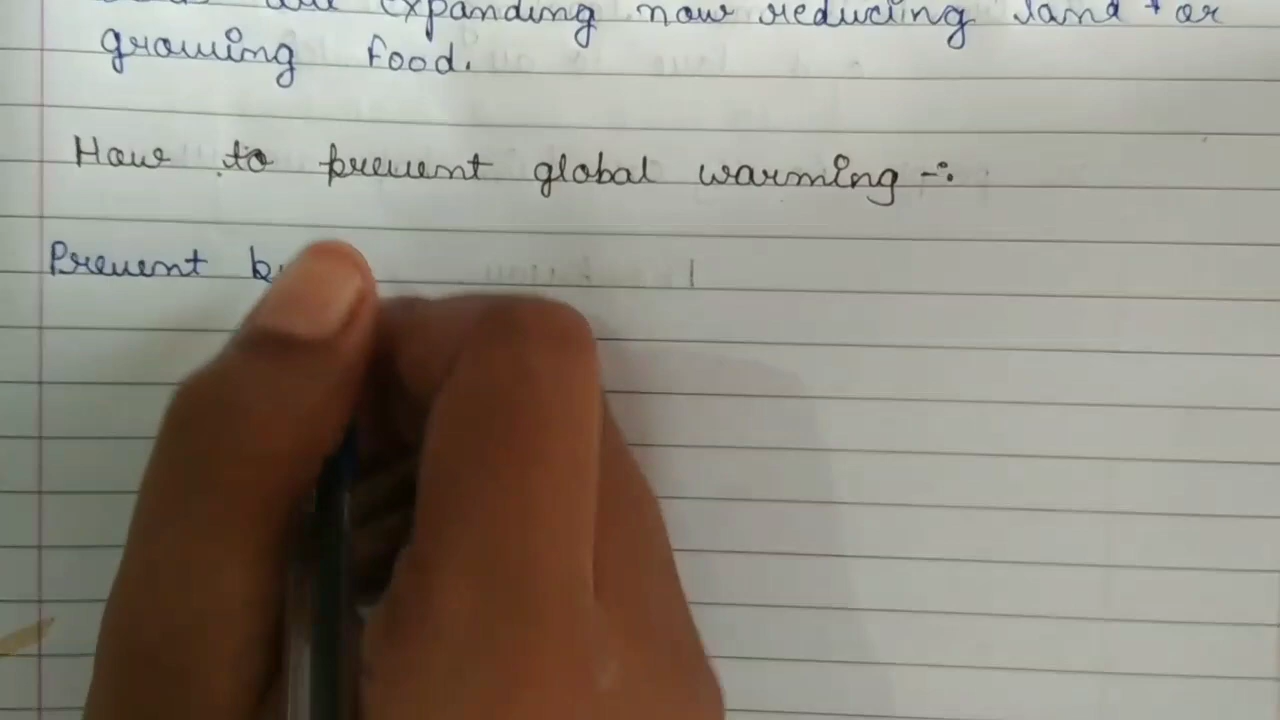 expanding now reducing land for
growing food.
How to prevent global warming -:
Prevent